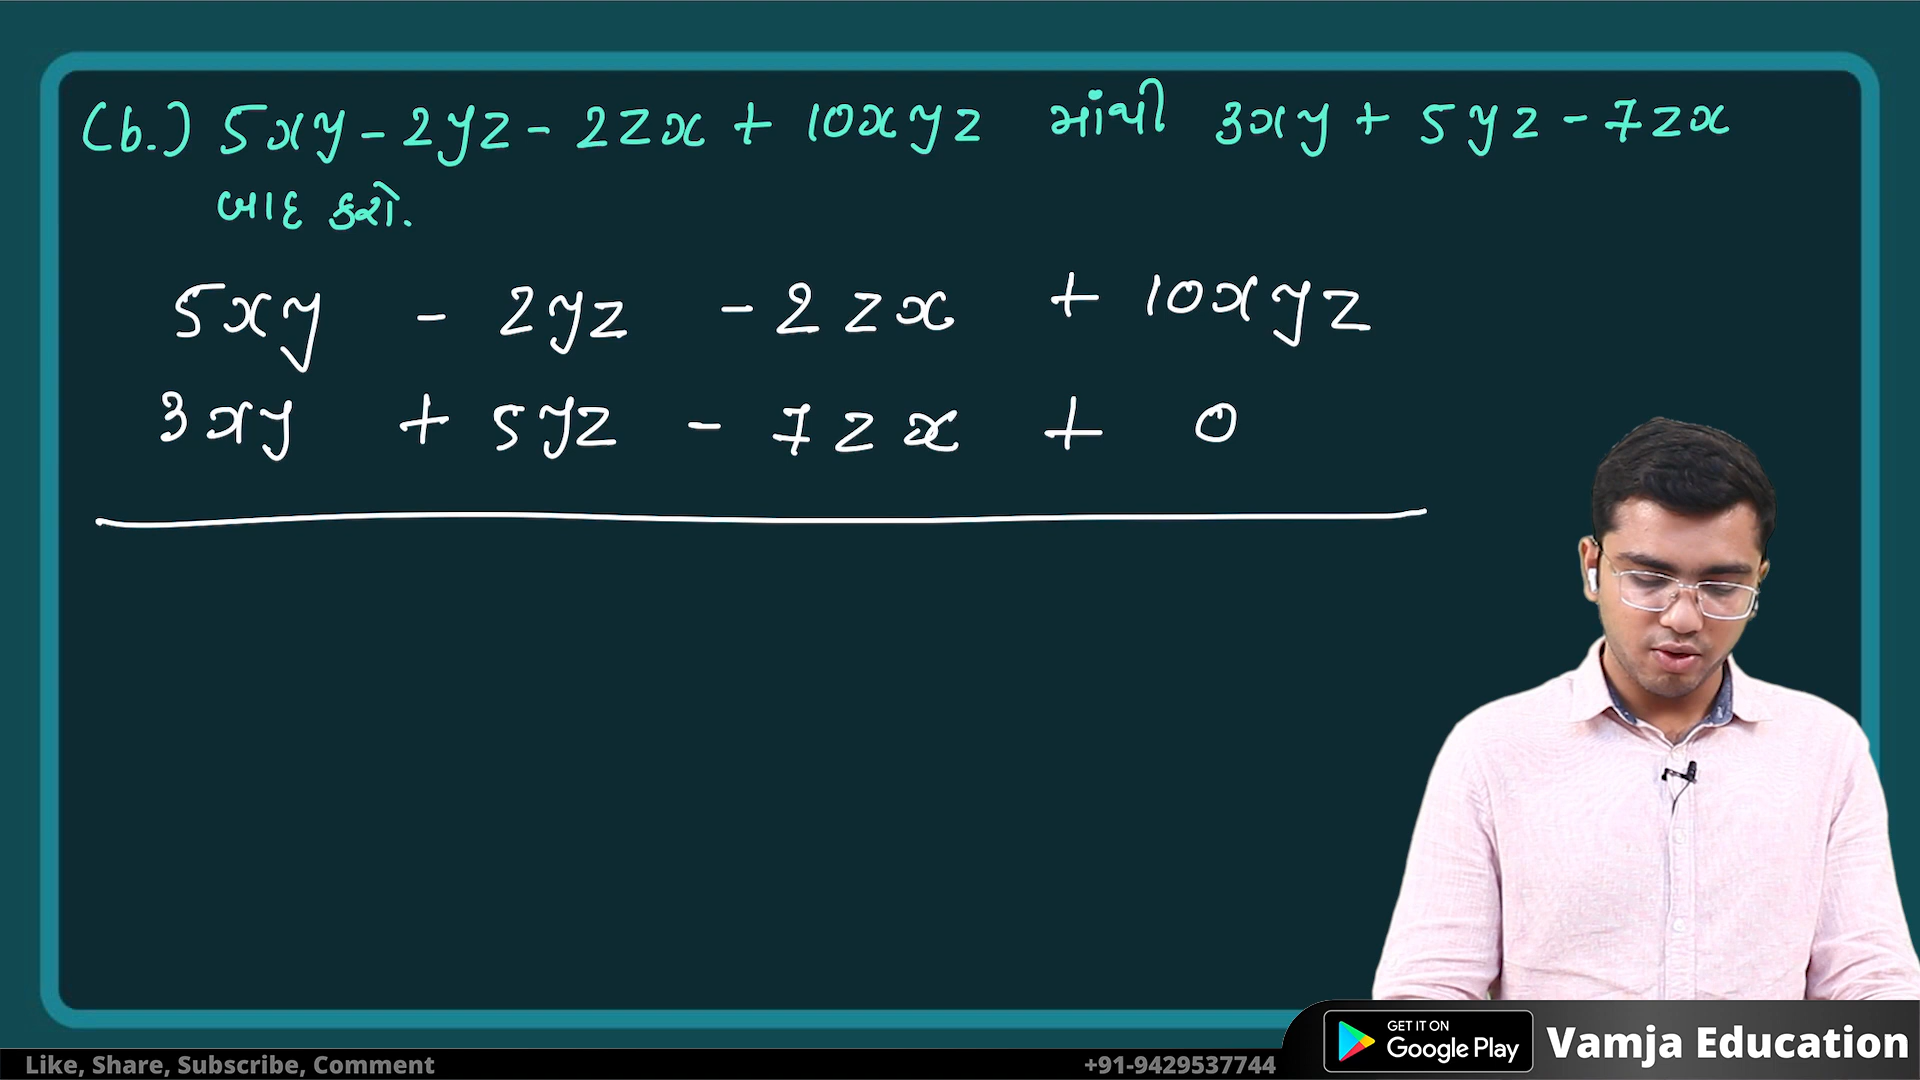 (b.) 5xy - 2yz - 2zx + 10xyz માંથી 3xy + 5yz - 7zx
બાદ કરો.
5xy - 2yz - 2zx + 10xyz
3xy + 5yz - 7zx + 0
GET IT ON
Google Play
Vamja Education
Like, Share, Subscribe, Comment
+91-9429537744